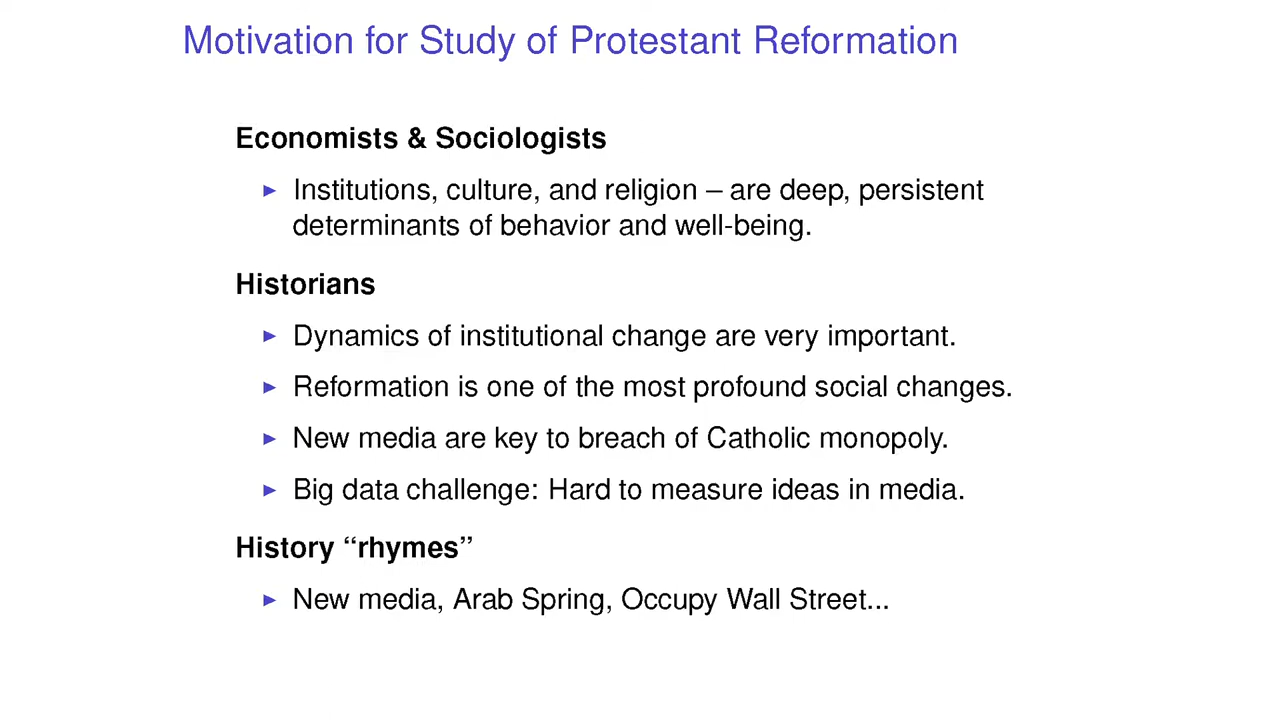 Motivation for Study of Protestant Reformation
Economists & Sociologists
▶ Institutions, culture, and religion – are deep, persistent
determinants of behavior and well-being.
Historians
▶ Dynamics of institutional change are very important.
▶ Reformation is one of the most profound social changes.
▶ New media are key to breach of Catholic monopoly.
▶ Big data challenge: Hard to measure ideas in media.
History “rhymes”
▶ New media, Arab Spring, Occupy Wall Street...